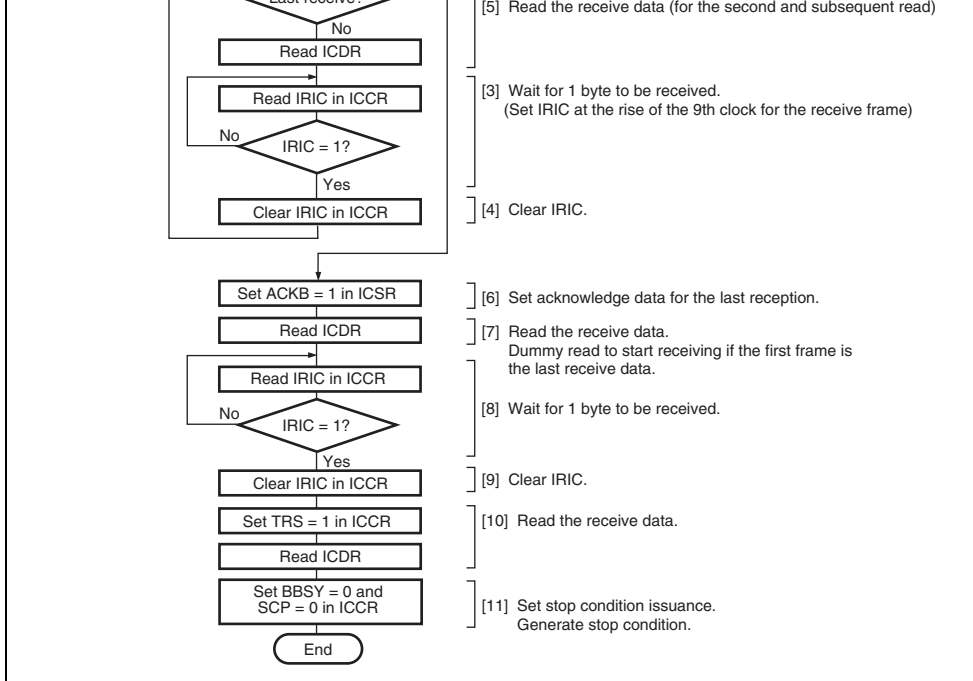 Last receive?
[5] Read the receive data (for the second and subsequent read)
No
Read ICDR
Read IRIC in ICCR
[3] Wait for 1 byte to be received.
(Set IRIC at the rise of the 9th clock for the receive frame)
No
IRIC = 1?
Yes
Clear IRIC in ICCR
[4] Clear IRIC.
Set ACKB = 1 in ICSR
[6] Set acknowledge data for the last reception.
Read ICDR
[7] Read the receive data.
Dummy read to start receiving if the first frame is
the last receive data.
Read IRIC in ICCR
[8] Wait for 1 byte to be received.
No
IRIC = 1?
Yes
Clear IRIC in ICCR
[9] Clear IRIC.
Set TRS = 1 in ICCR
[10] Read the receive data.
Read ICDR
Set BBSY = 0 and
SCP = 0 in ICCR
[11] Set stop condition issuance.
Generate stop condition.
End